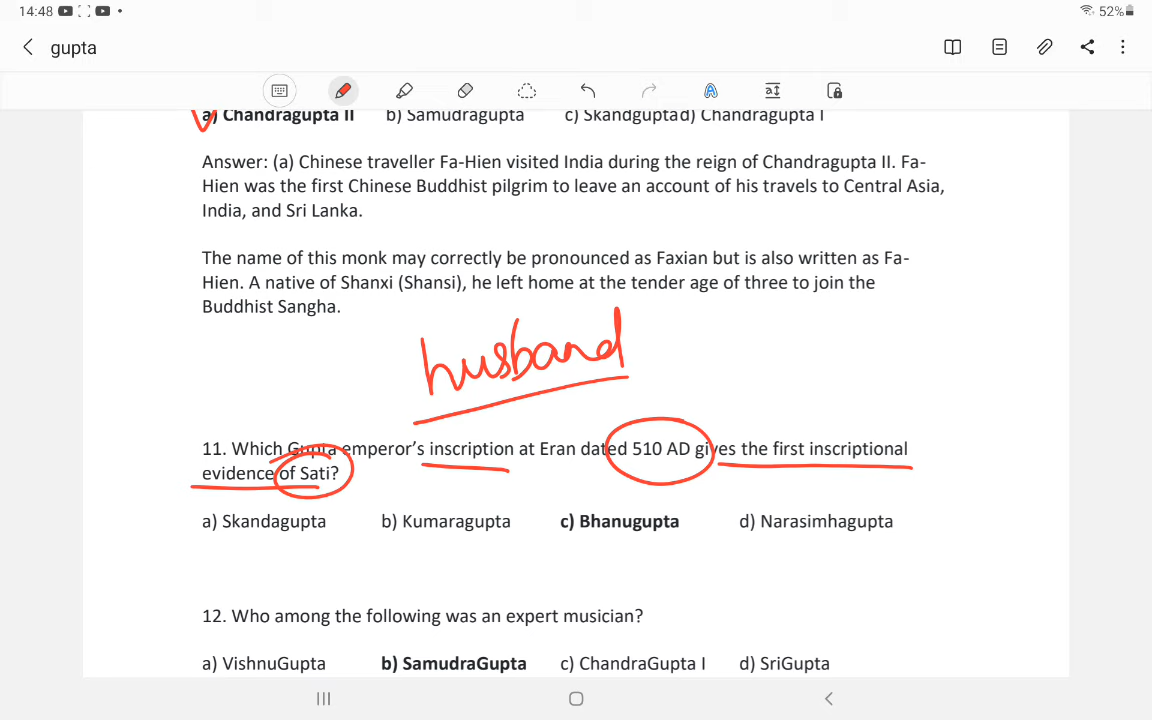 14:48 52%
gupta
a) Chandragupta II b) Samudragupta c) Skandguptad) Chandragupta I
Answer: (a) Chinese traveller Fa-Hien visited India during the reign of Chandragupta II. Fa-
Hien was the first Chinese Buddhist pilgrim to leave an account of his travels to Central Asia,
India, and Sri Lanka.
The name of this monk may correctly be pronounced as Faxian but is also written as Fa-
Hien. A native of Shanxi (Shansi), he left home at the tender age of three to join the
Buddhist Sangha.
husband
11. Which Gupta emperor's inscription at Eran dated 510 AD gives the first inscriptional
evidence of Sati?
a) Skandagupta b) Kumaragupta c) Bhanugupta d) Narasimhagupta
12. Who among the following was an expert musician?
a) VishnuGupta b) SamudraGupta c) ChandraGupta I d) SriGupta